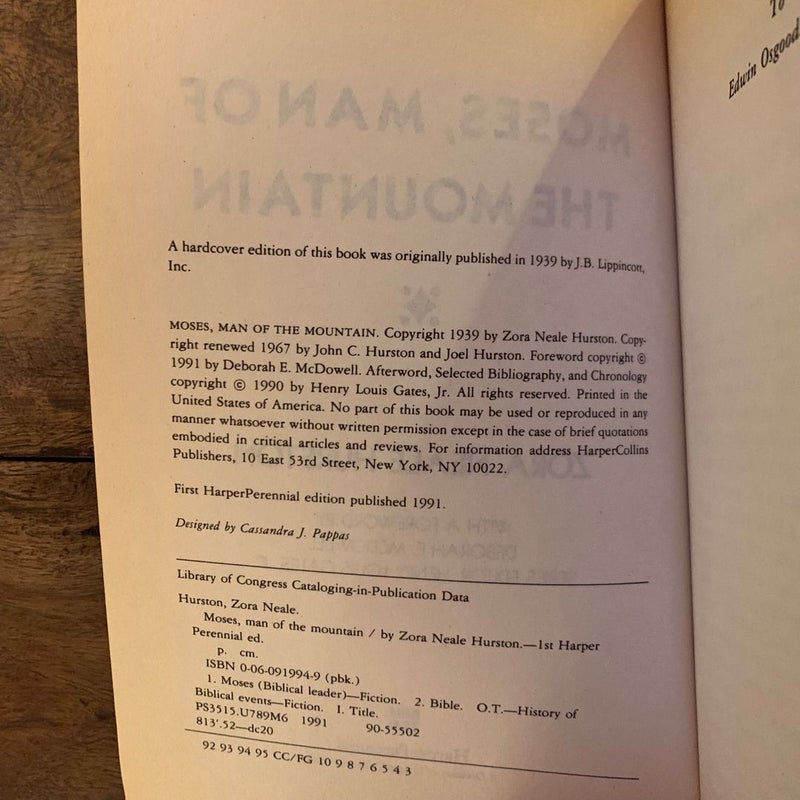 A hardcover edition of this book was originally published in 1939 by J.B. Lippincott,
Inc.
MOSES, MAN OF THE MOUNTAIN. Copyright 1939 by Zora Neale Hurston. Copy-
right renewed 1967 by John C. Hurston and Joel Hurston. Foreword copyright ©
1991 by Deborah E. McDowell. Afterword, Selected Bibliography, and Chronology
copyright © 1990 by Henry Louis Gates, Jr. All rights reserved. Printed in the
United States of America. No part of this book may be used or reproduced in any
manner whatsoever without written permission except in the case of brief quotations
embodied in critical articles and reviews. For information address HarperCollins
Publishers, 10 East 53rd Street, New York, NY 10022.
First HarperPerennial edition published 1991.
Designed by Cassandra J. Pappas
Library of Congress Cataloging-in-Publication Data
Hurston, Zora Neale.
Moses, man of the mountain / by Zora Neale Hurston.—1st Harper
Perennial ed.
p. cm.
ISBN 0-06-091994-9 (pbk.)
1. Moses (Biblical leader)—Fiction. 2. Bible. O.T.—History of
Biblical events—Fiction. I. Title.
PS3515.U789M6 1991
813'.52—dc20 90-55502
92 93 94 95 CC/FG 10 9 8 7 6 5 4 3
To
Edwin Osgood